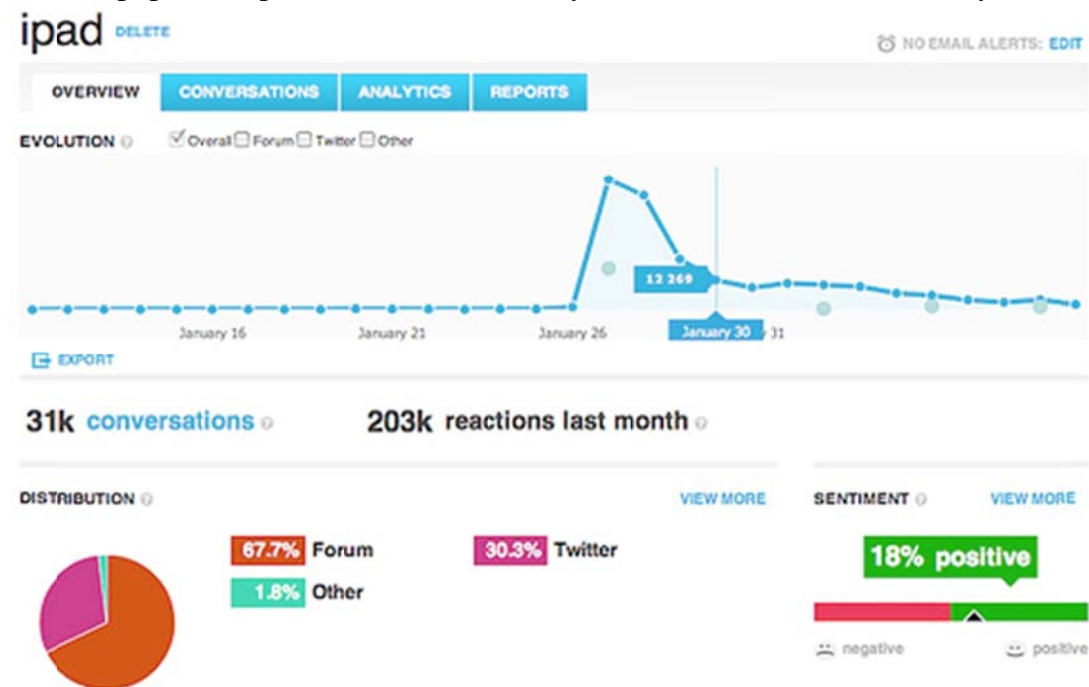 ipad DELETE
NO EMAIL ALERTS: EDIT
OVERVIEW CONVERSATIONS ANALYTICS REPORTS
EVOLUTION Overall Forum Twitter Other
12 269
January 16 January 21 January 26 January 30 31
EXPORT
31k conversations 203k reactions last month
DISTRIBUTION VIEW MORE SENTIMENT VIEW MORE
67.7% Forum 30.3% Twitter 18% positive
1.8% Other
negative positive